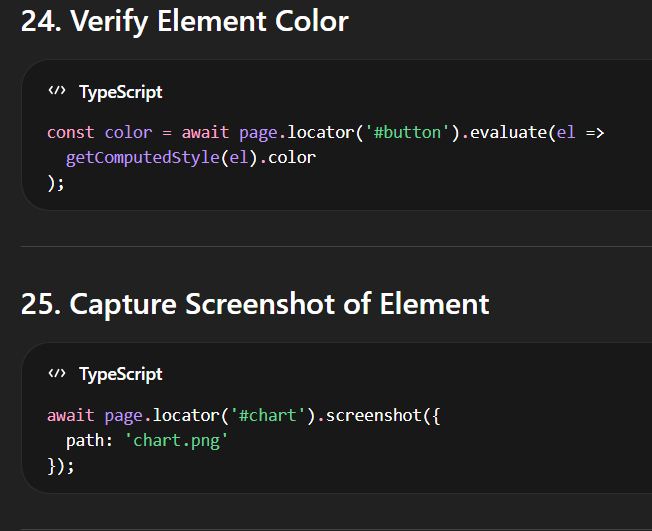 24. Verify Element Color
</> TypeScript
const color = await page.locator('#button').evaluate(el =>
  getComputedStyle(el).color
);
25. Capture Screenshot of Element
</> TypeScript
await page.locator('#chart').screenshot({
  path: 'chart.png'
});